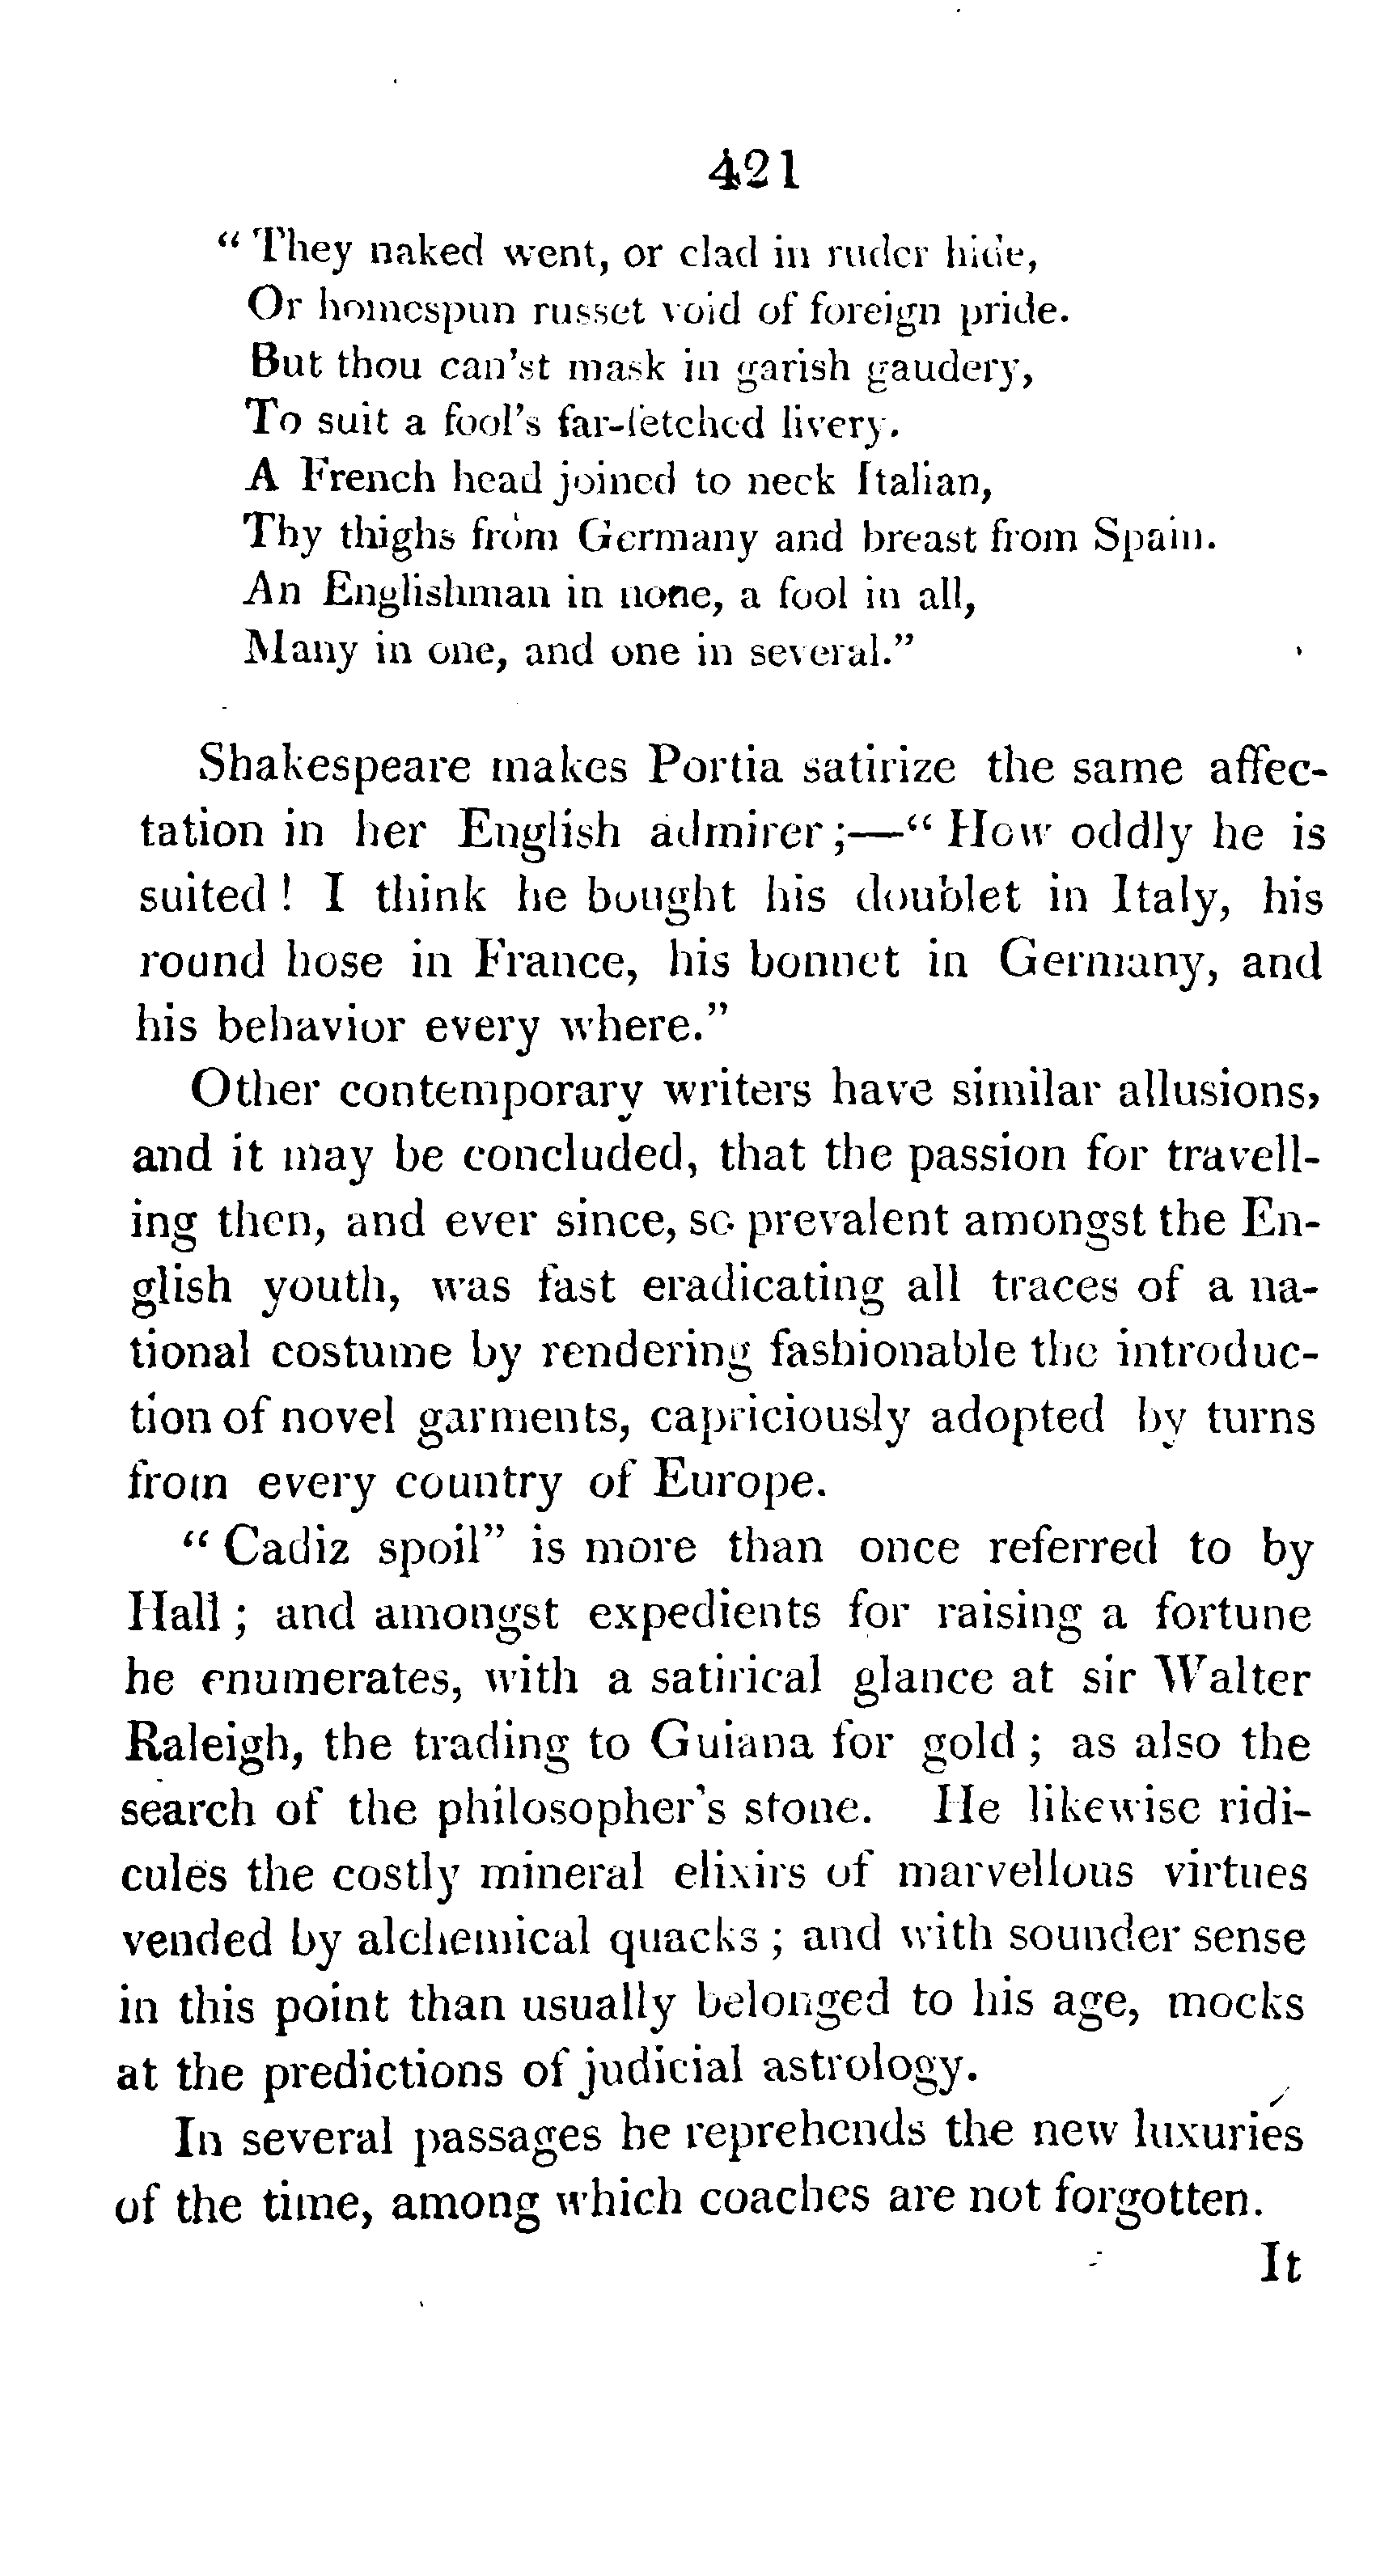 421
“ They naked went, or clad in ruder hide,
Or homespun russet void of foreign pride.
But thou can'st mask in garish gaudery,
To suit a fool's far-fetched livery.
A French head joined to neck Italian,
Thy thighs from Germany and breast from Spain.
An Englishman in none, a fool in all,
Many in one, and one in several.”
Shakespeare makes Portia satirize the same affec-
tation in her English admirer ;—“ How oddly he is
suited ! I think he bought his doublet in Italy, his
round hose in France, his bonnet in Germany, and
his behavior every where.”
Other contemporary writers have similar allusions,
and it may be concluded, that the passion for travell-
ing then, and ever since, so prevalent amongst the En-
glish youth, was fast eradicating all traces of a na-
tional costume by rendering fashionable the introduc-
tion of novel garments, capriciously adopted by turns
from every country of Europe.
“ Cadiz spoil” is more than once referred to by
Hall ; and amongst expedients for raising a fortune
he enumerates, with a satirical glance at sir Walter
Raleigh, the trading to Guiana for gold ; as also the
search of the philosopher's stone. He likewise ridi-
cules the costly mineral elixirs of marvellous virtues
vended by alchemical quacks ; and with sounder sense
in this point than usually belonged to his age, mocks
at the predictions of judicial astrology.
In several passages he reprehends the new luxuries
of the time, among which coaches are not forgotten.
It